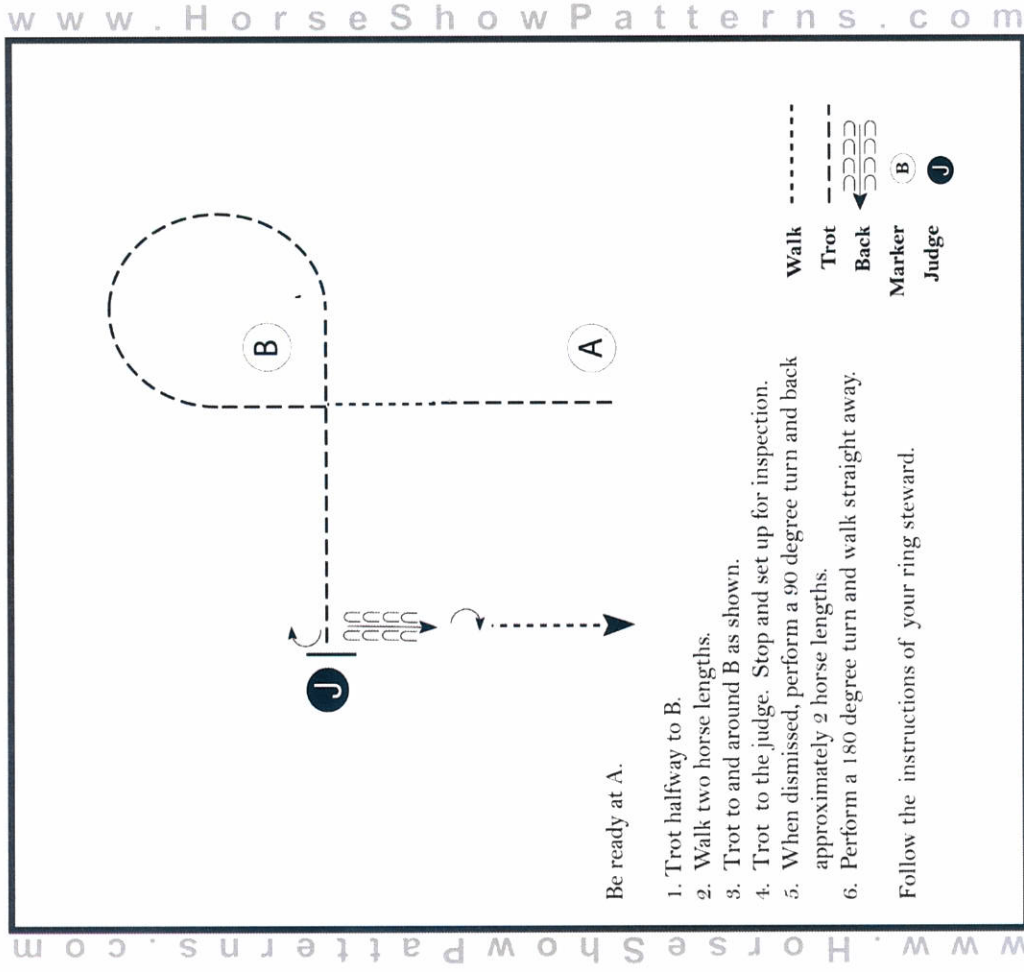 www.HorseShowPatterns.com
B
A
J
Be ready at A.
1. Trot halfway to B.
2. Walk two horse lengths.
3. Trot to and around B as shown.
4. Trot to the judge. Stop and set up for inspection.
5. When dismissed, perform a 90 degree turn and back
approximately 2 horse lengths.
6. Perform a 180 degree turn and walk straight away.
Follow the instructions of your ring steward.
Walk
Trot
Back
Marker B
Judge J
www.HorseShowPatterns.com